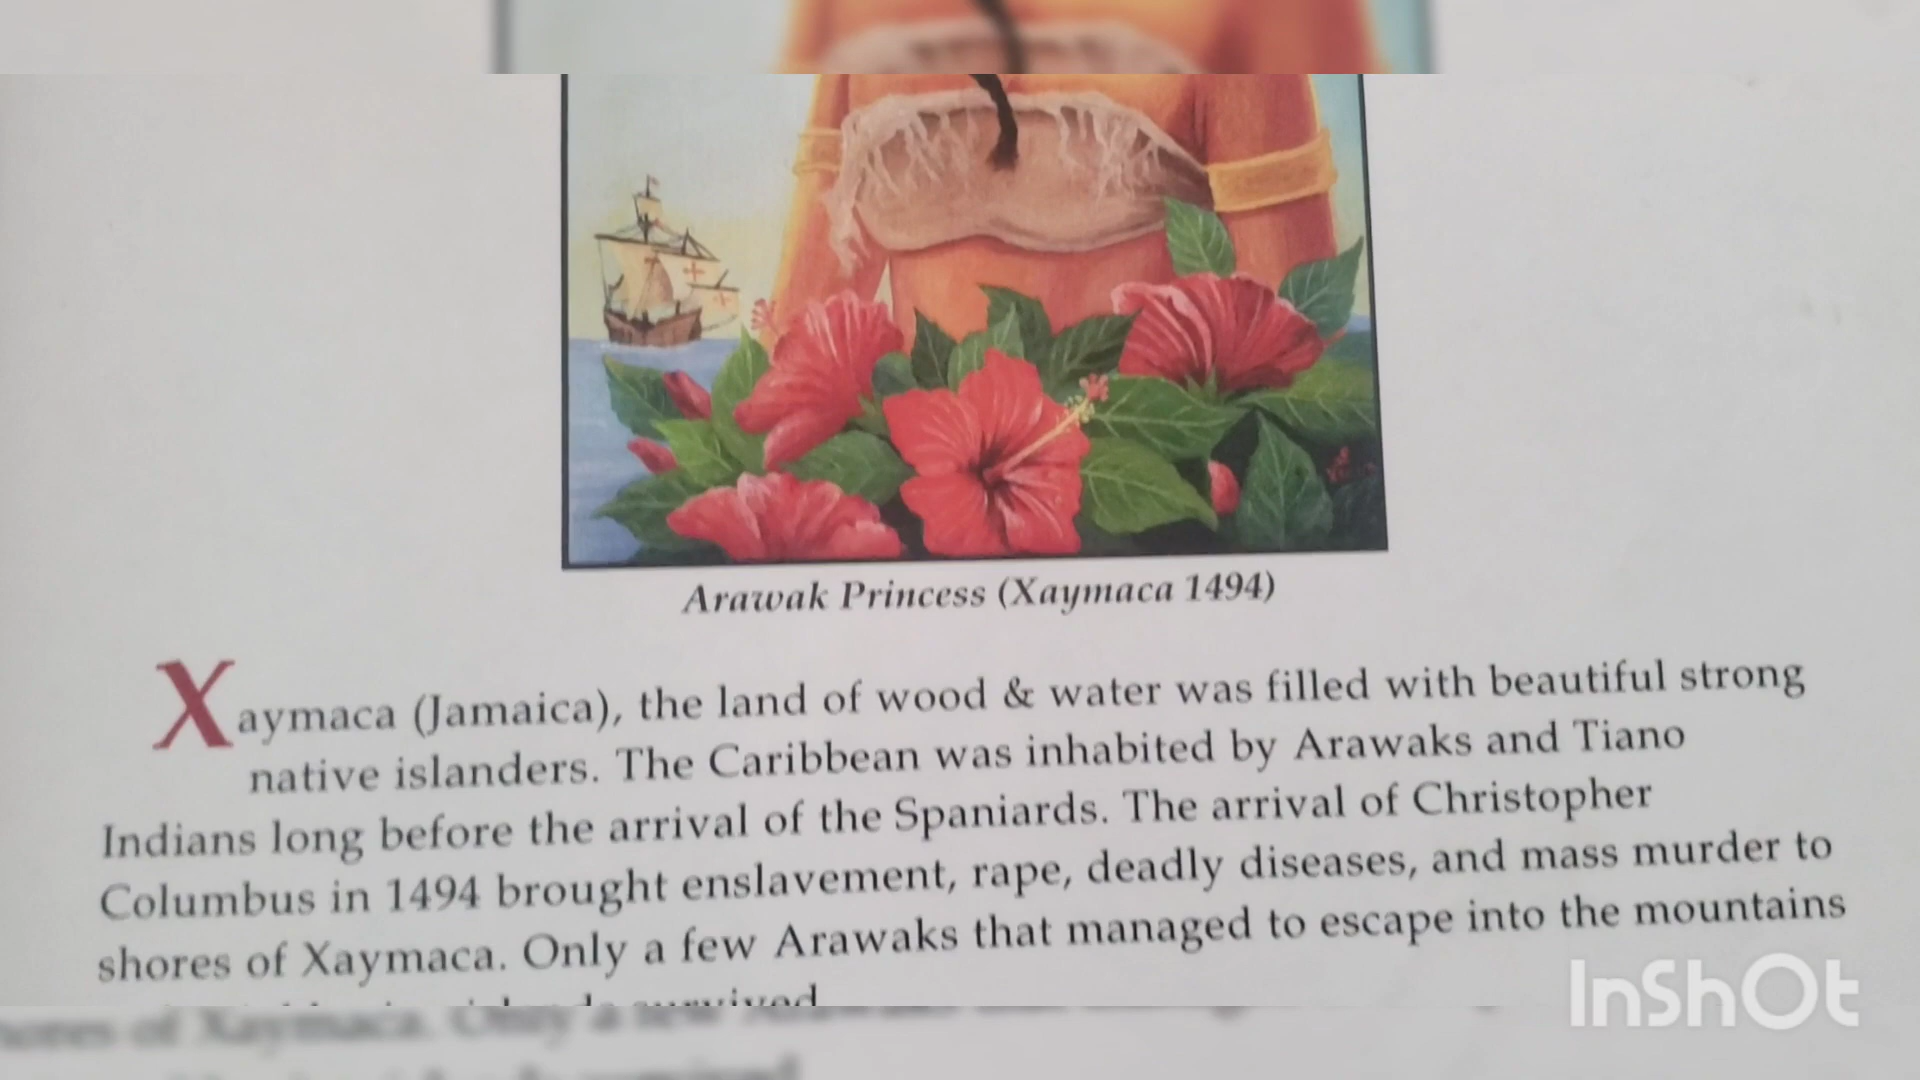 Arawak Princess (Xaymaca 1494)
Xaymaca (Jamaica), the land of wood & water was filled with beautiful strong
native islanders. The Caribbean was inhabited by Arawaks and Tiano
Indians long before the arrival of the Spaniards. The arrival of Christopher
Columbus in 1494 brought enslavement, rape, deadly diseases, and mass murder to
shores of Xaymaca. Only a few Arawaks that managed to escape into the mountains
survived
InShOt